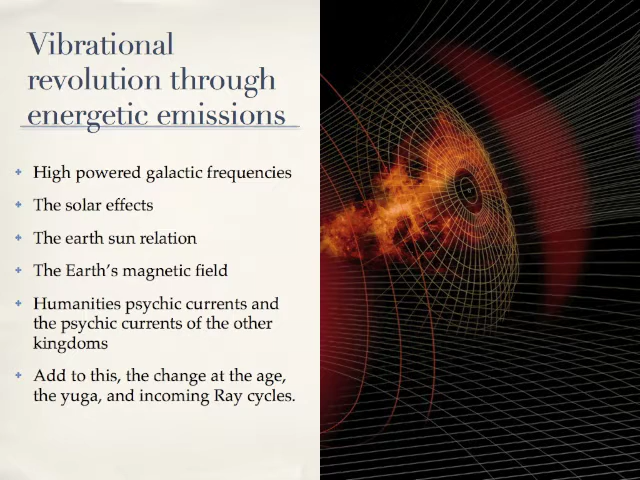 Vibrational
revolution through
energetic emissions
High powered galactic frequencies
The solar effects
The earth sun relation
The Earth's magnetic field
Humanities psychic currents and
the psychic currents of the other
kingdoms
Add to this, the change at the age,
the yuga, and incoming Ray cycles.